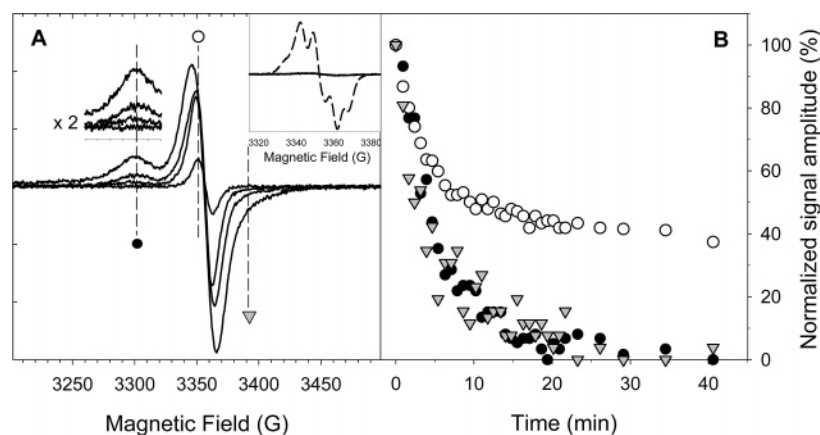 A
x 2
3320 3340 3360 3380
Magnetic Field (G)
3250 3300 3350 3400 3450
Magnetic Field (G)
B
100
80
60
40
20
0
Normalized signal amplitude (%)
0 10 20 30 40
Time (min)